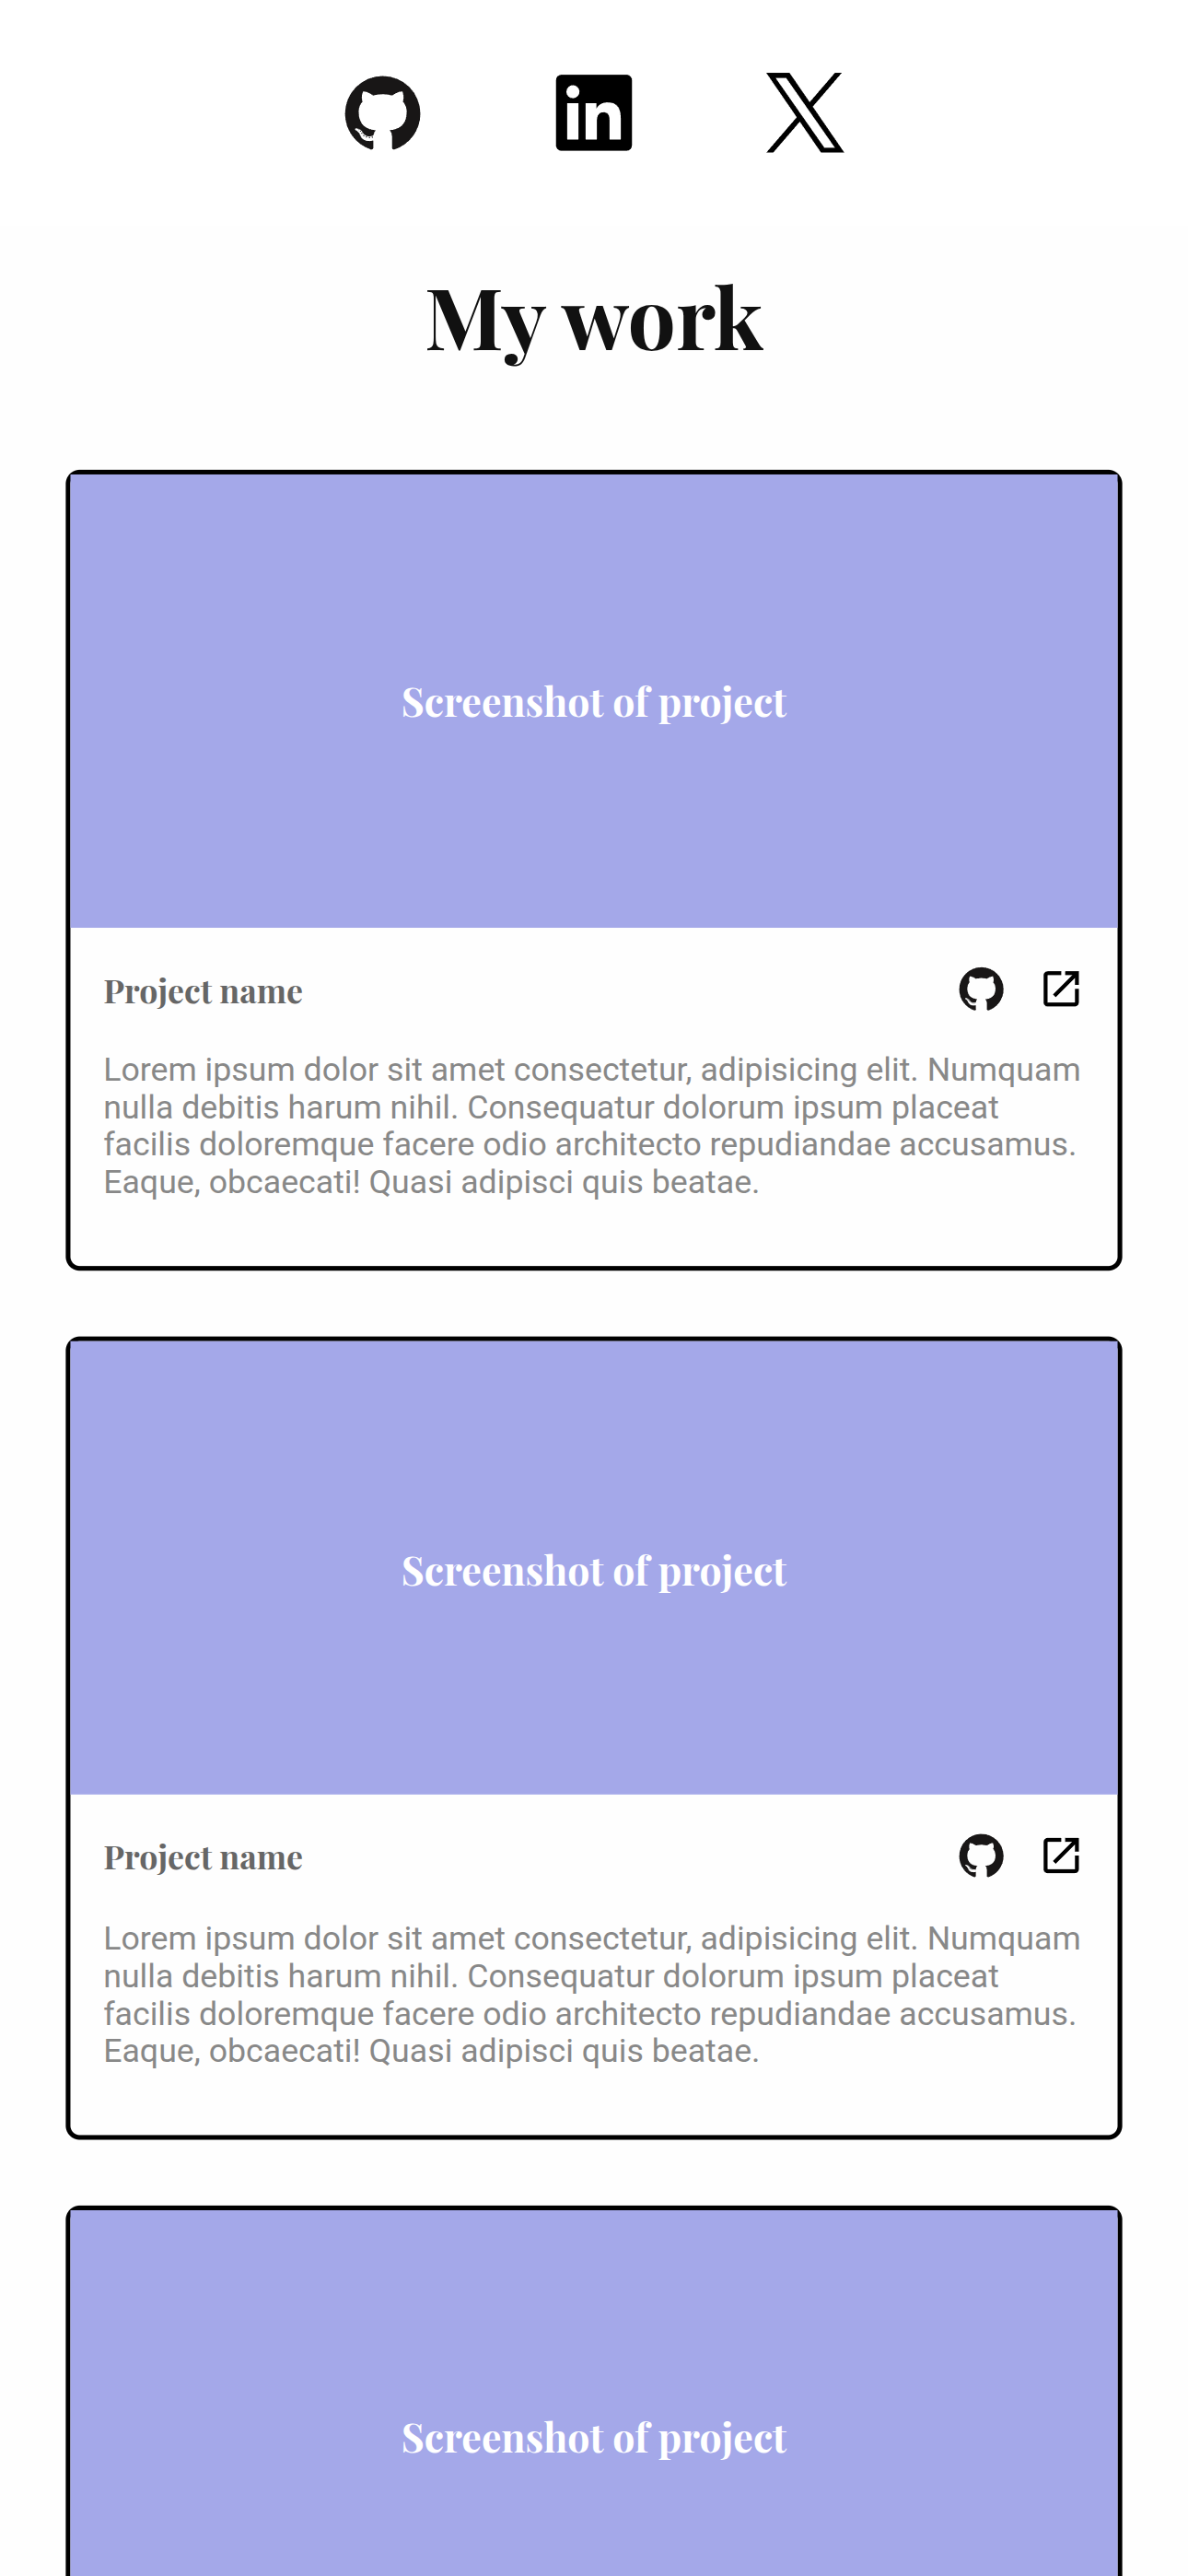 in
My work
Screenshot of project
Project name
Lorem ipsum dolor sit amet consectetur, adipisicing elit. Numquam
nulla debitis harum nihil. Consequatur dolorum ipsum placeat
facilis doloremque facere odio architecto repudiandae accusamus.
Eaque, obcaecati! Quasi adipisci quis beatae.
Screenshot of project
Project name
Lorem ipsum dolor sit amet consectetur, adipisicing elit. Numquam
nulla debitis harum nihil. Consequatur dolorum ipsum placeat
facilis doloremque facere odio architecto repudiandae accusamus.
Eaque, obcaecati! Quasi adipisci quis beatae.
Screenshot of project